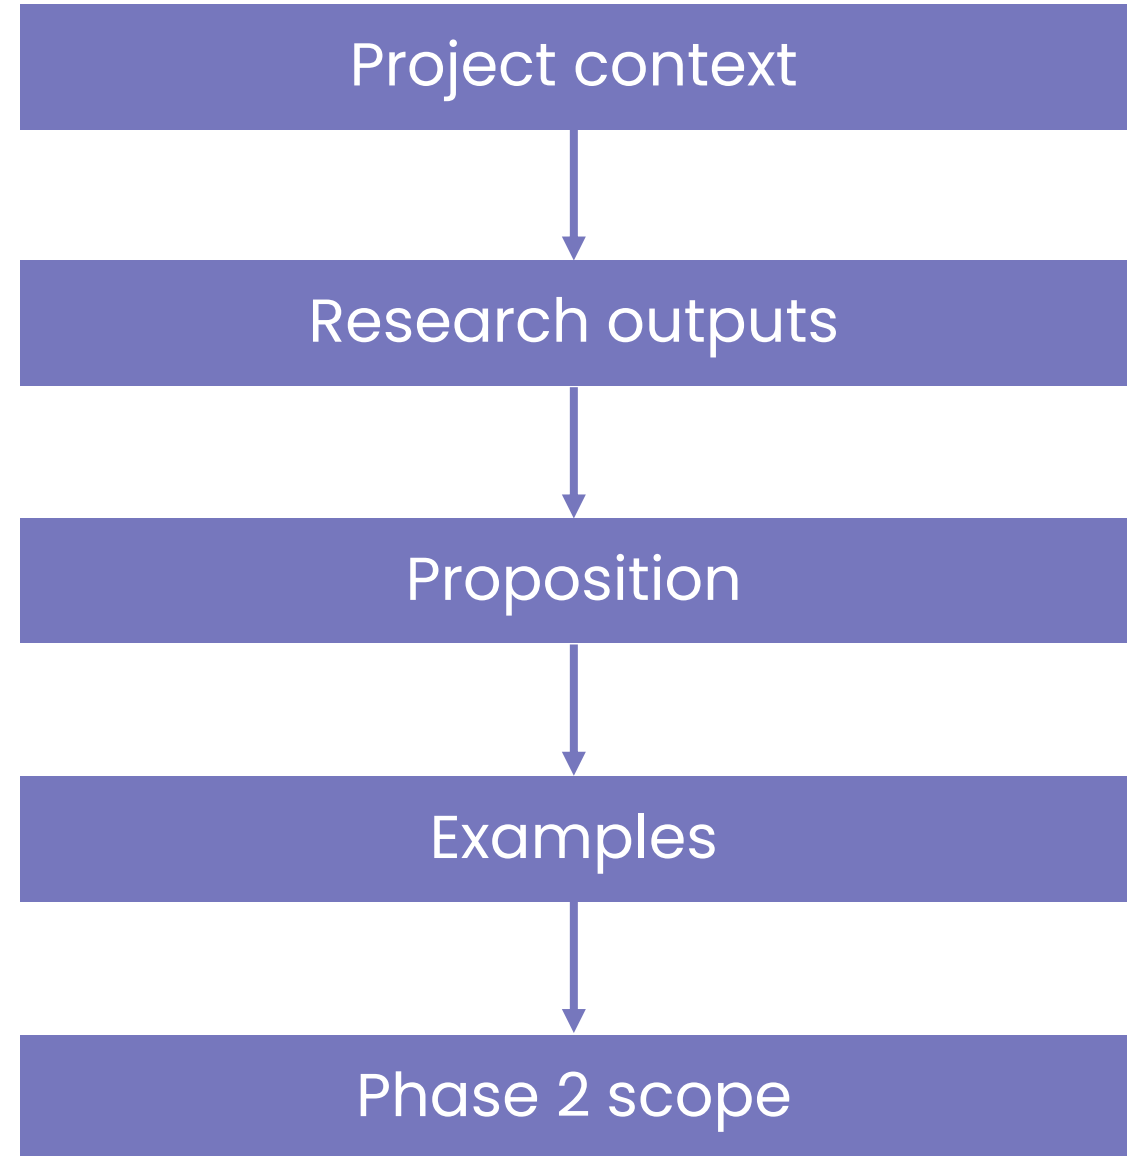 Project context
Research outputs
Proposition
Examples
Phase 2 scope